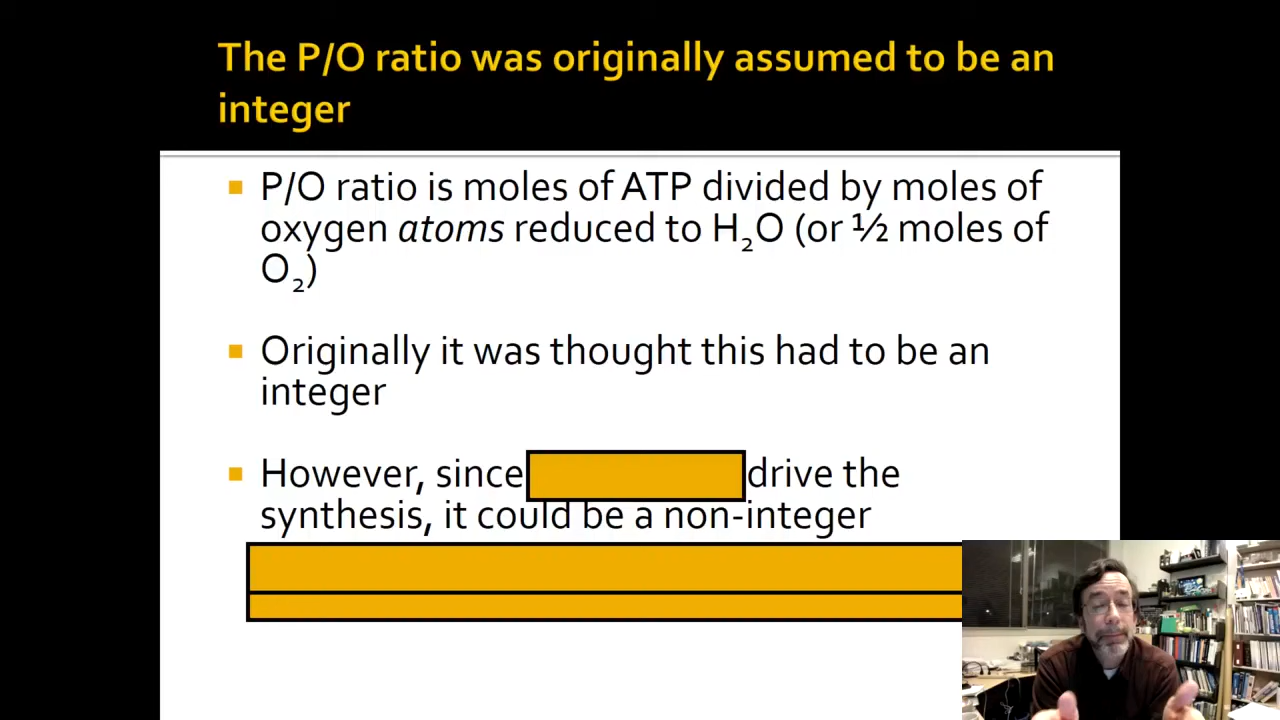 The P/O ratio was originally assumed to be an
integer
P/O ratio is moles of ATP divided by moles of
oxygen atoms reduced to H₂O (or ½ moles of
O₂)
Originally it was thought this had to be an
integer
However, since drive the
synthesis, it could be a non-integer